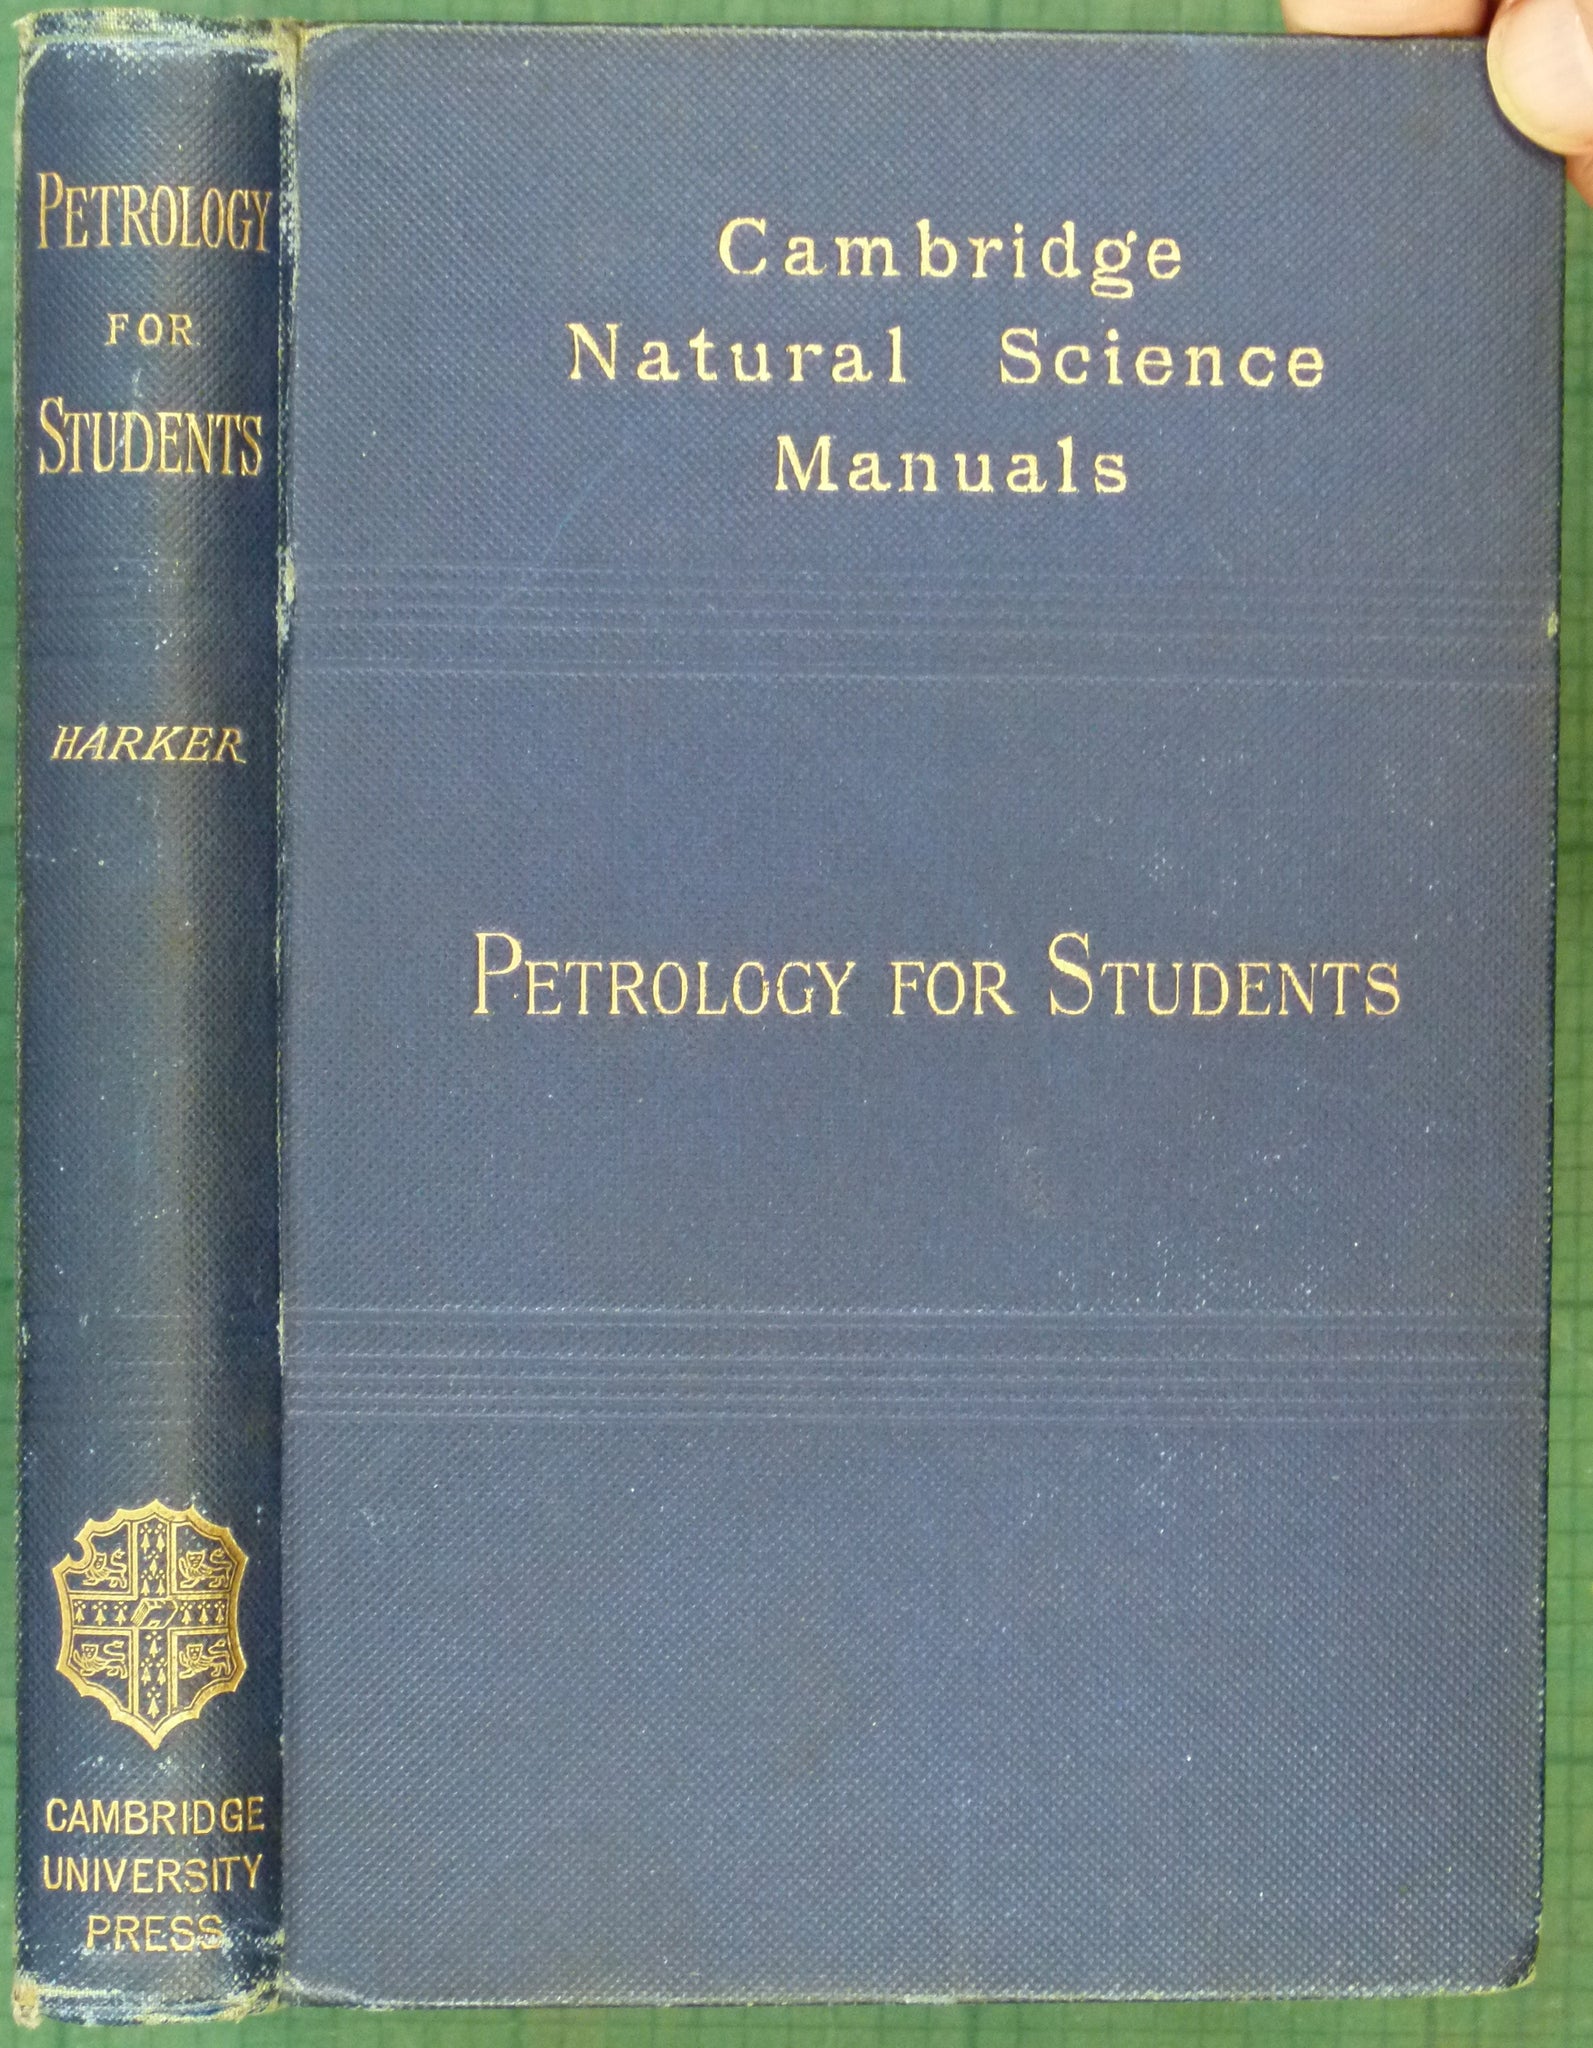 PETROLOGY
FOR
STUDENTS
HARKER
CAMBRIDGE
UNIVERSITY
PRESS
Cambridge
Natural Science
Manuals
PETROLOGY FOR STUDENTS